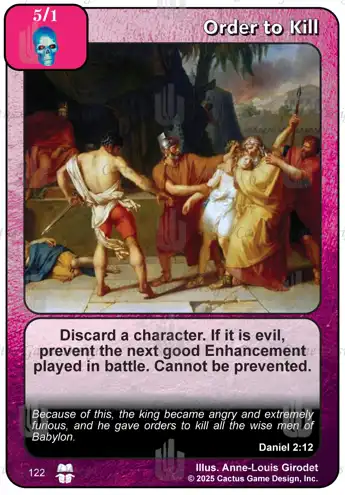 5/1
Order to Kill
Discard a character. If it is evil,
prevent the next good Enhancement
played in battle. Cannot be prevented.
Because of this, the king became angry and extremely
furious, and he gave orders to kill all the wise men of
Babylon.
Daniel 2:12
122
Illus. Anne-Louis Girodet
© 2025 Cactus Game Design, Inc.